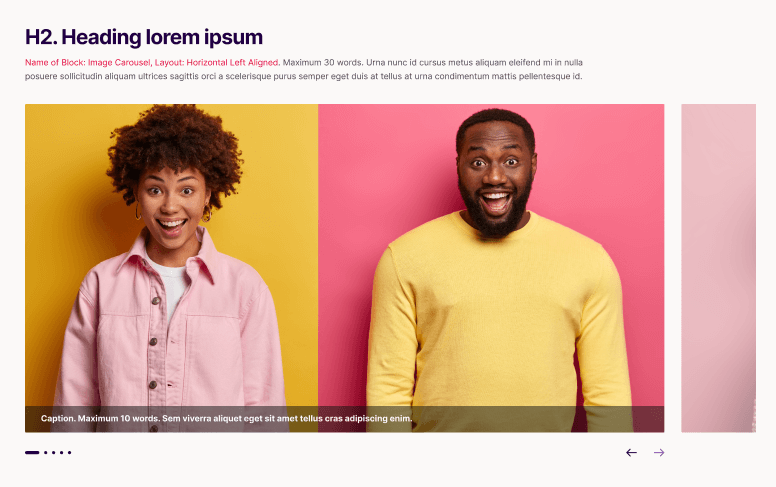 H2. Heading lorem ipsum
Name of Block: Image Carousel, Layout: Horizontal Left Aligned. Maximum 30 words. Urna nunc id cursus metus aliquam eleifend mi in nulla
posuere sollicitudin aliquam ultrices sagittis orci a scelerisque purus semper eget duis at tellus at urna condimentum mattis pellentesque id.
Caption. Maximum 10 words. Sem viverra aliquet eget sit amet tellus cras adipiscing enim.